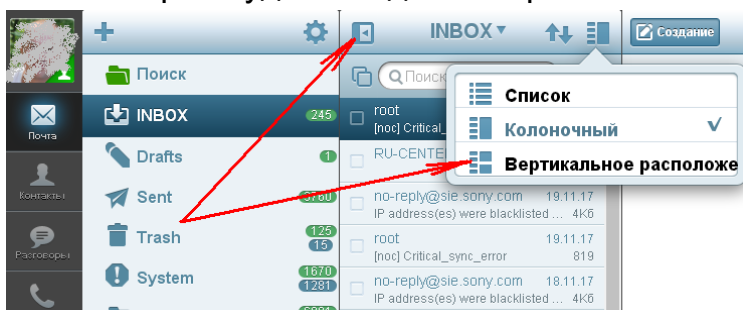 INBOX
Создание
Поиск
Поиск
INBOX 245
Drafts 1
Sent 3760
Trash 125
15
System 1670
1281
Почта
Контакты
Разговоры
root
[noc] Critical_
RU-CENTE
no-reply@sie.sony.com 19.11.17
IP address(es) were blacklisted ... 4Кб
root 19.11.17
[noc] Critical_sync_error 819
no-reply@sie.sony.com 18.11.17
IP address(es) were blacklisted ... 4Кб
Список
Колоночный
Вертикальное расположе